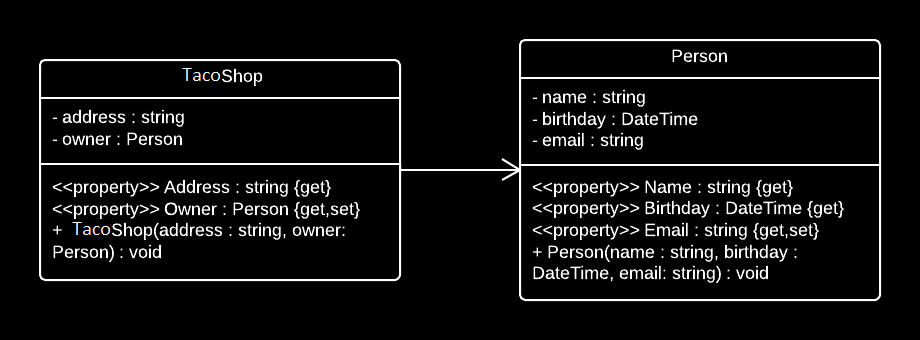 TacoShop
- address : string
- owner : Person
<<property>> Address : string {get}
<<property>> Owner : Person {get,set}
+ TacoShop(address : string, owner:
Person) : void
Person
- name : string
- birthday : DateTime
- email : string
<<property>> Name : string {get}
<<property>> Birthday : DateTime {get}
<<property>> Email : string {get,set}
+ Person(name : string, birthday :
DateTime, email: string) : void